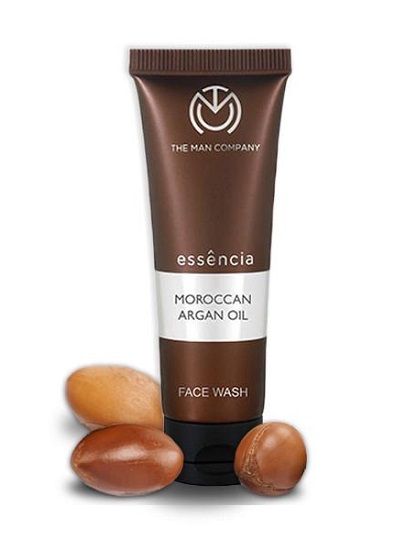 THE MAN COMPANY
essência
MOROCCAN
ARGAN OIL
FACE WASH